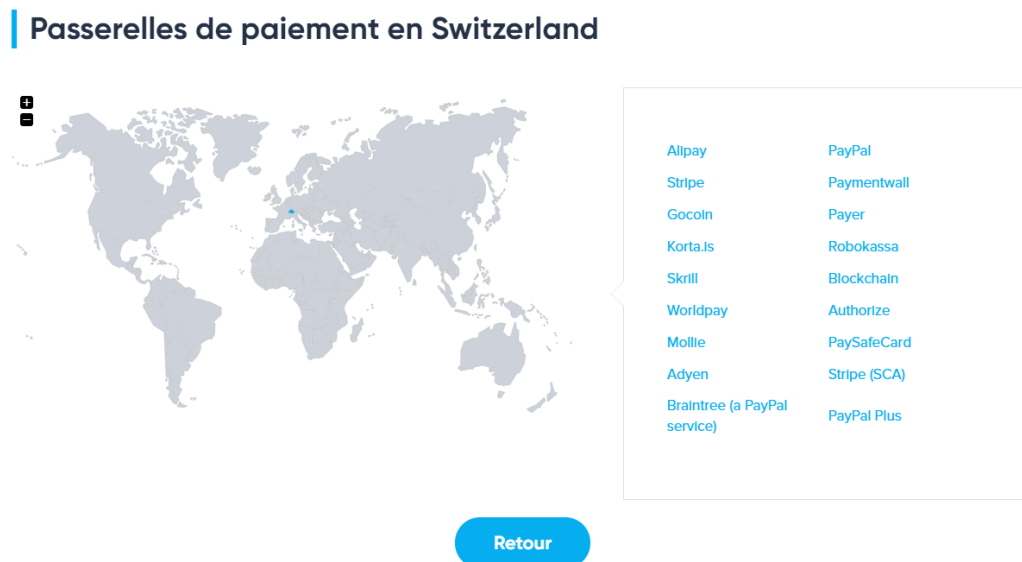 Passerelles de paiement en Switzerland
+
−
Alipay
PayPal
Stripe
Paymentwall
Gocoin
Payer
Korta.is
Robokassa
Skrill
Blockchain
Worldpay
Authorize
Mollie
PaySafeCard
Adyen
Stripe (SCA)
Braintree (a PayPal
service)
PayPal Plus
Retour